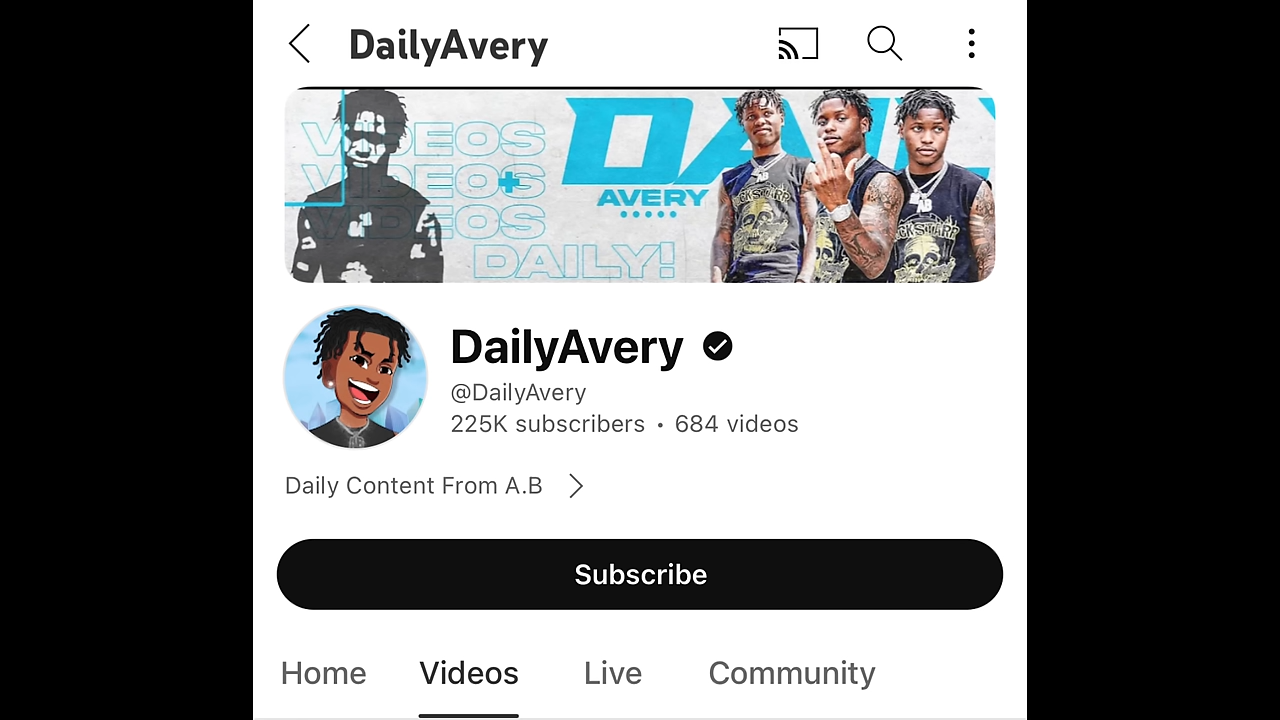 DailyAvery
VIDEOS
VIDEOS
VIDEOS
DAILY!
DAILY
AVERY
DailyAvery
@DailyAvery
225K subscribers • 684 videos
Daily Content From A.B
Subscribe
Home Videos Live Community